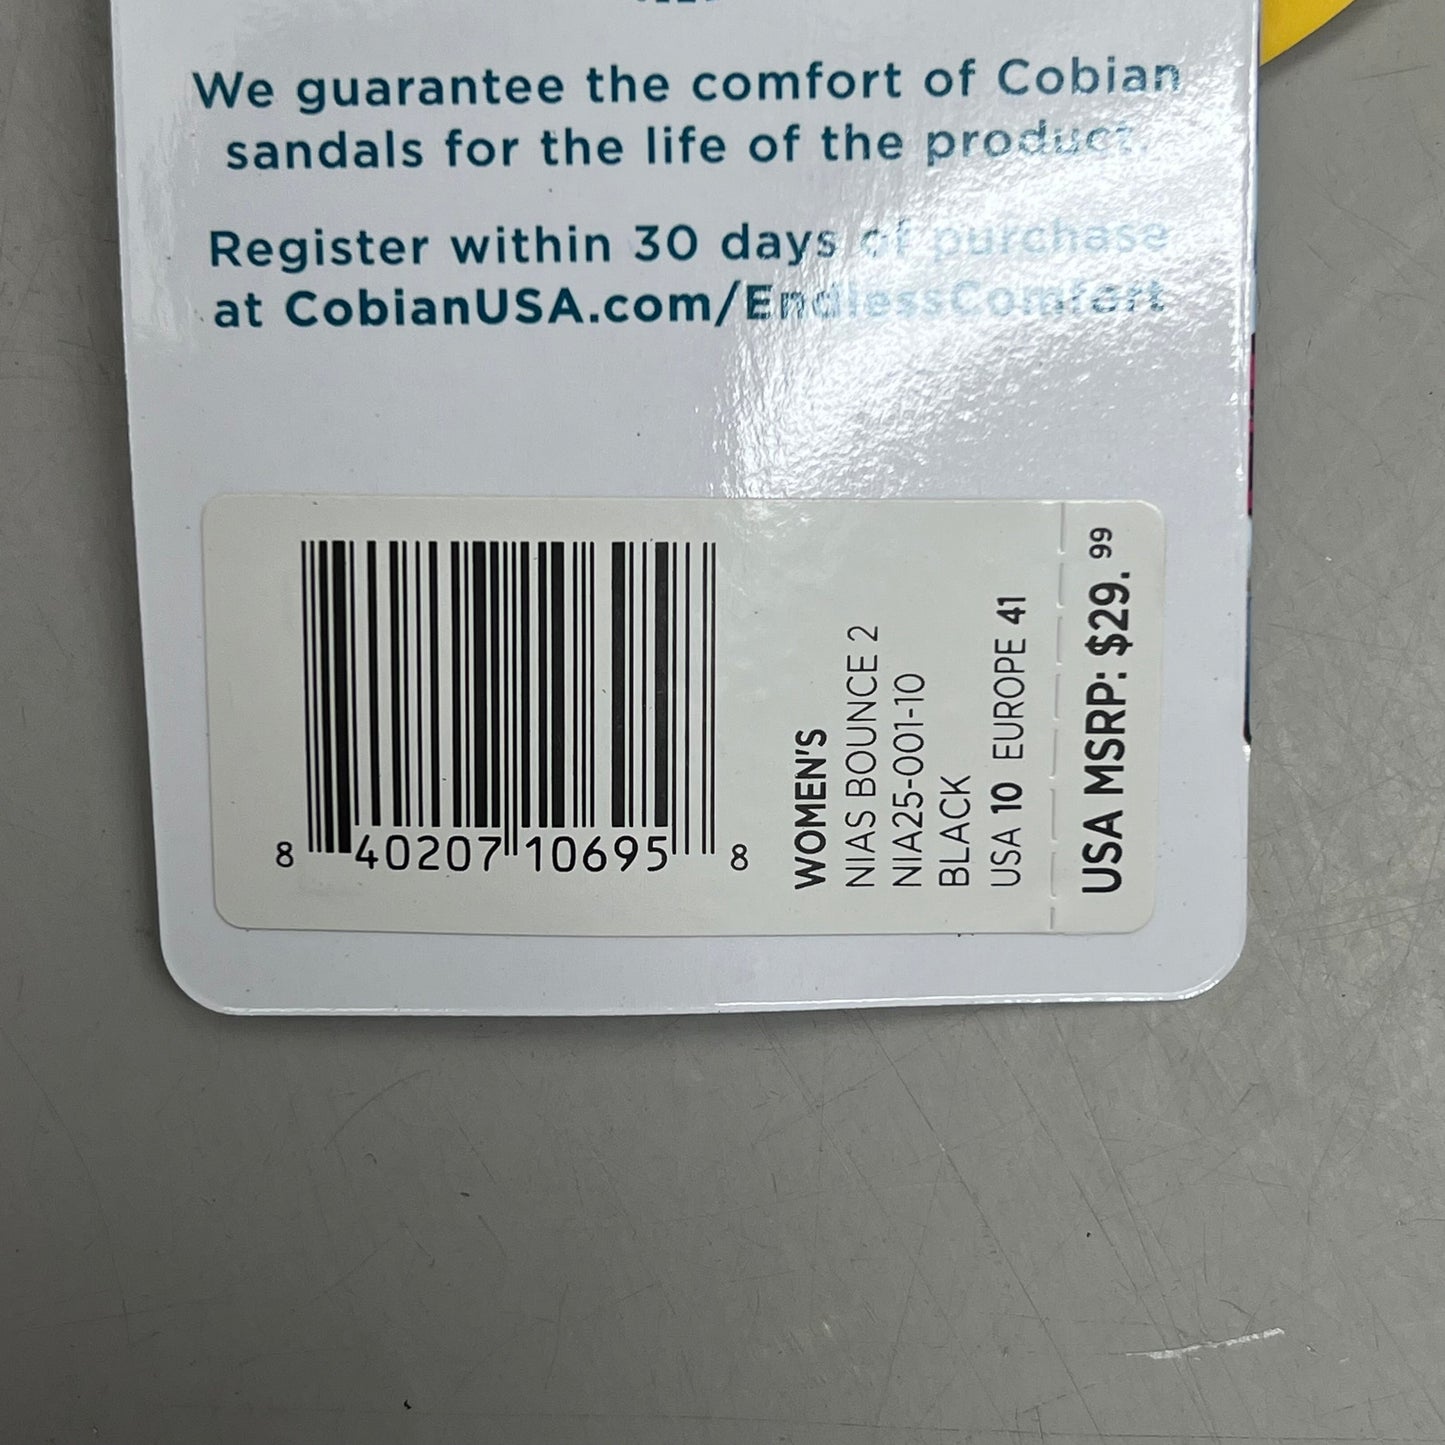 We guarantee the comfort of Cobian
sandals for the life of the product.
Register within 30 days of purchase
at CobianUSA.com/EndlessComfort
8 40207 10695 8
WOMEN'S
NIAS BOUNCE 2
NIA25-001-10
BLACK
USA 10 EUROPE 41
USA MSRP: $29.99